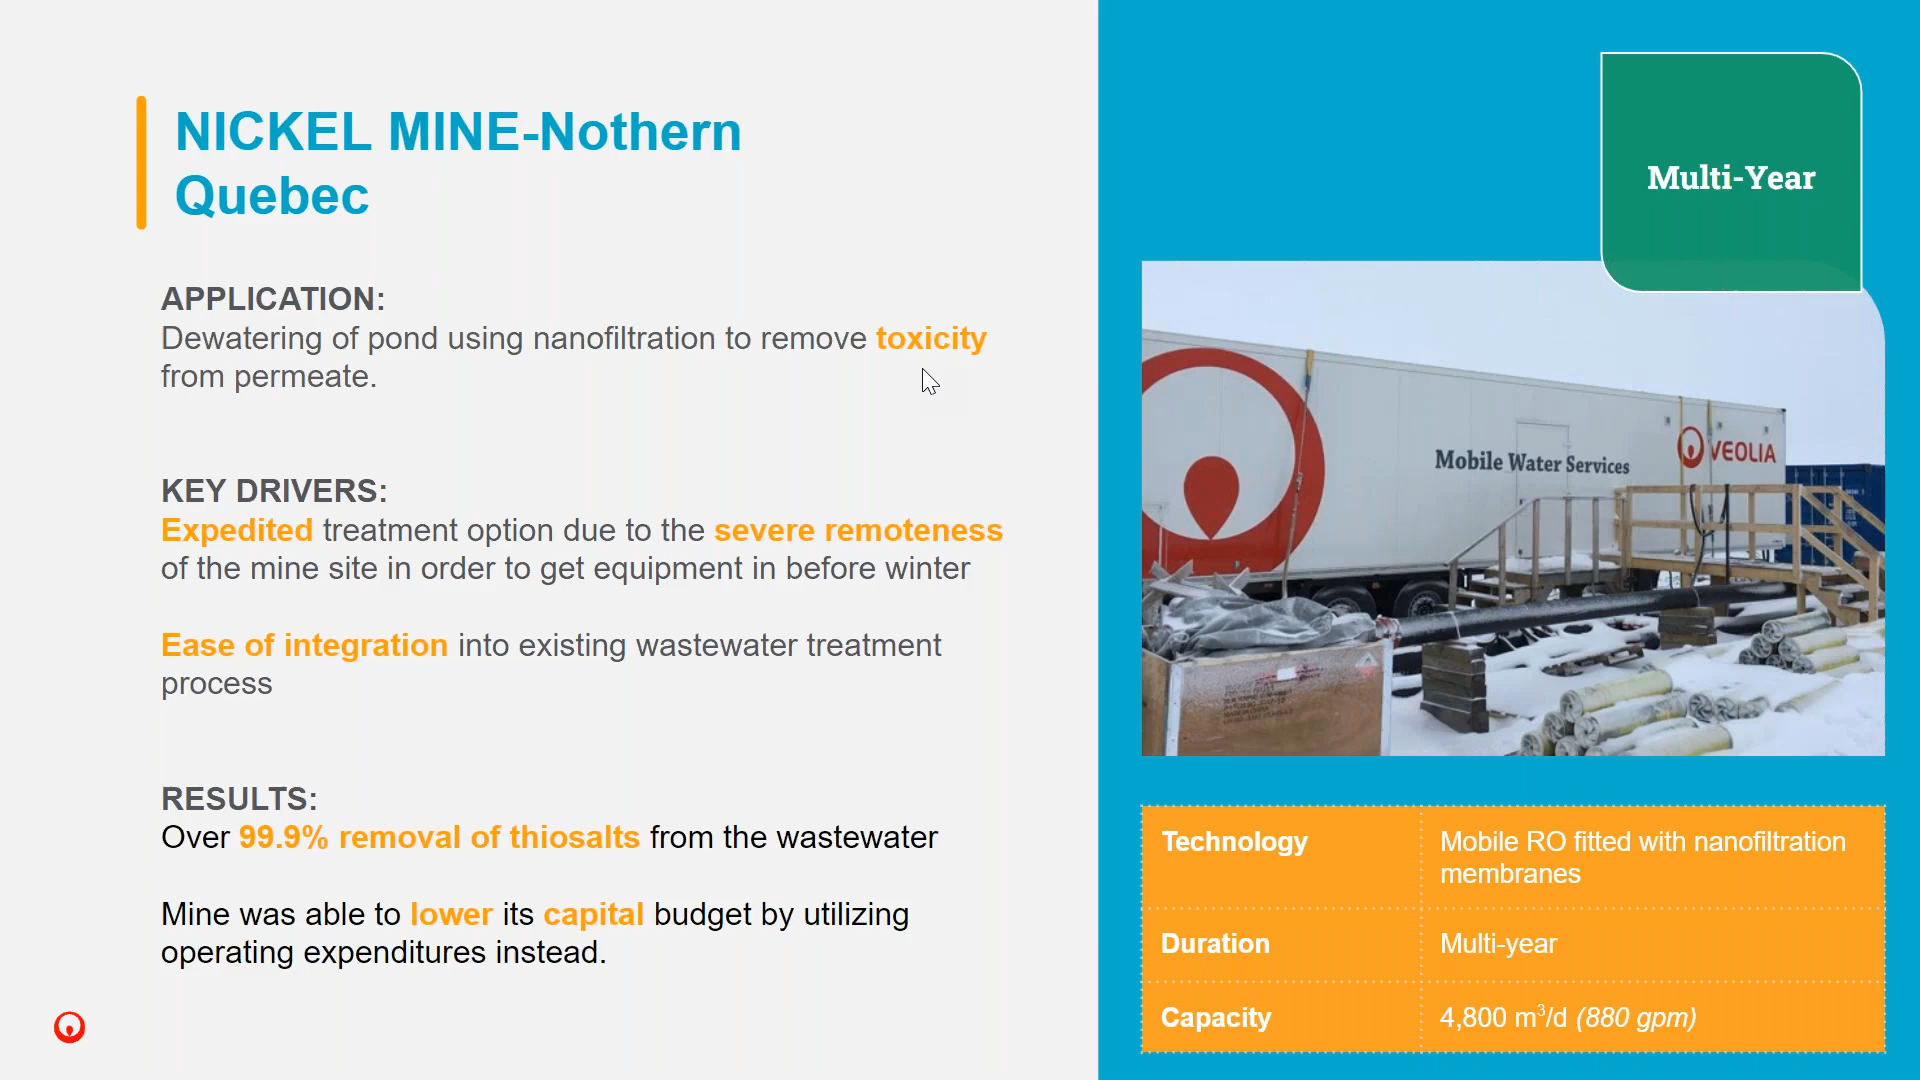 NICKEL MINE-Nothern
Quebec
APPLICATION:
Dewatering of pond using nanofiltration to remove toxicity
from permeate.
KEY DRIVERS:
Expedited treatment option due to the severe remoteness
of the mine site in order to get equipment in before winter
Ease of integration into existing wastewater treatment
process
RESULTS:
Over 99.9% removal of thiosalts from the wastewater
Mine was able to lower its capital budget by utilizing
operating expenditures instead.
Multi-Year
Mobile Water Services
VEOLIA
Technology
Mobile RO fitted with nanofiltration
membranes
Duration
Multi-year
Capacity
4,800 m³/d (880 gpm)